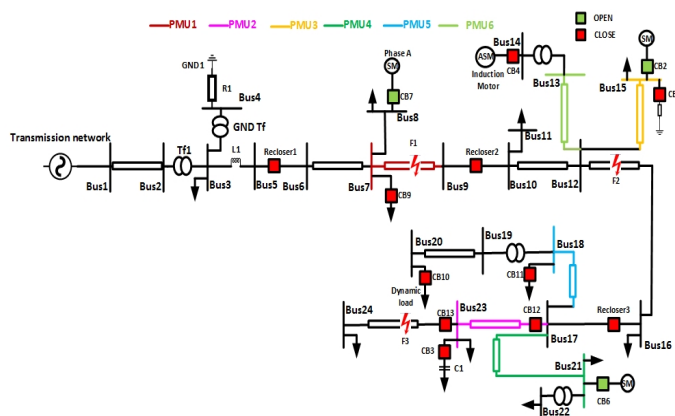 PMU1 PMU2 PMU3 PMU4 PMU5 PMU6
OPEN
CLOSE
Phase A
SM
CB7
Bus8
GND1
R1
Bus4
GND Tf
Transmission network
Bus1
Bus2
Tf1
Bus3
L1
Recloser1
Bus5
Bus6
Bus7
F1
CB9
Bus9
Recloser2
Bus10
Bus11
Bus12
F2
Bus14
ASM
CB4
Induction
Motor
Bus13
SM
CB2
Bus15
CB
Bus20
Bus19
Bus18
CB10
CB11
Dynamic
load
Bus24
F3
CB13
Bus23
CB12
CB3
C1
Bus17
Recloser3
Bus16
Bus21
SM
CB6
Bus22